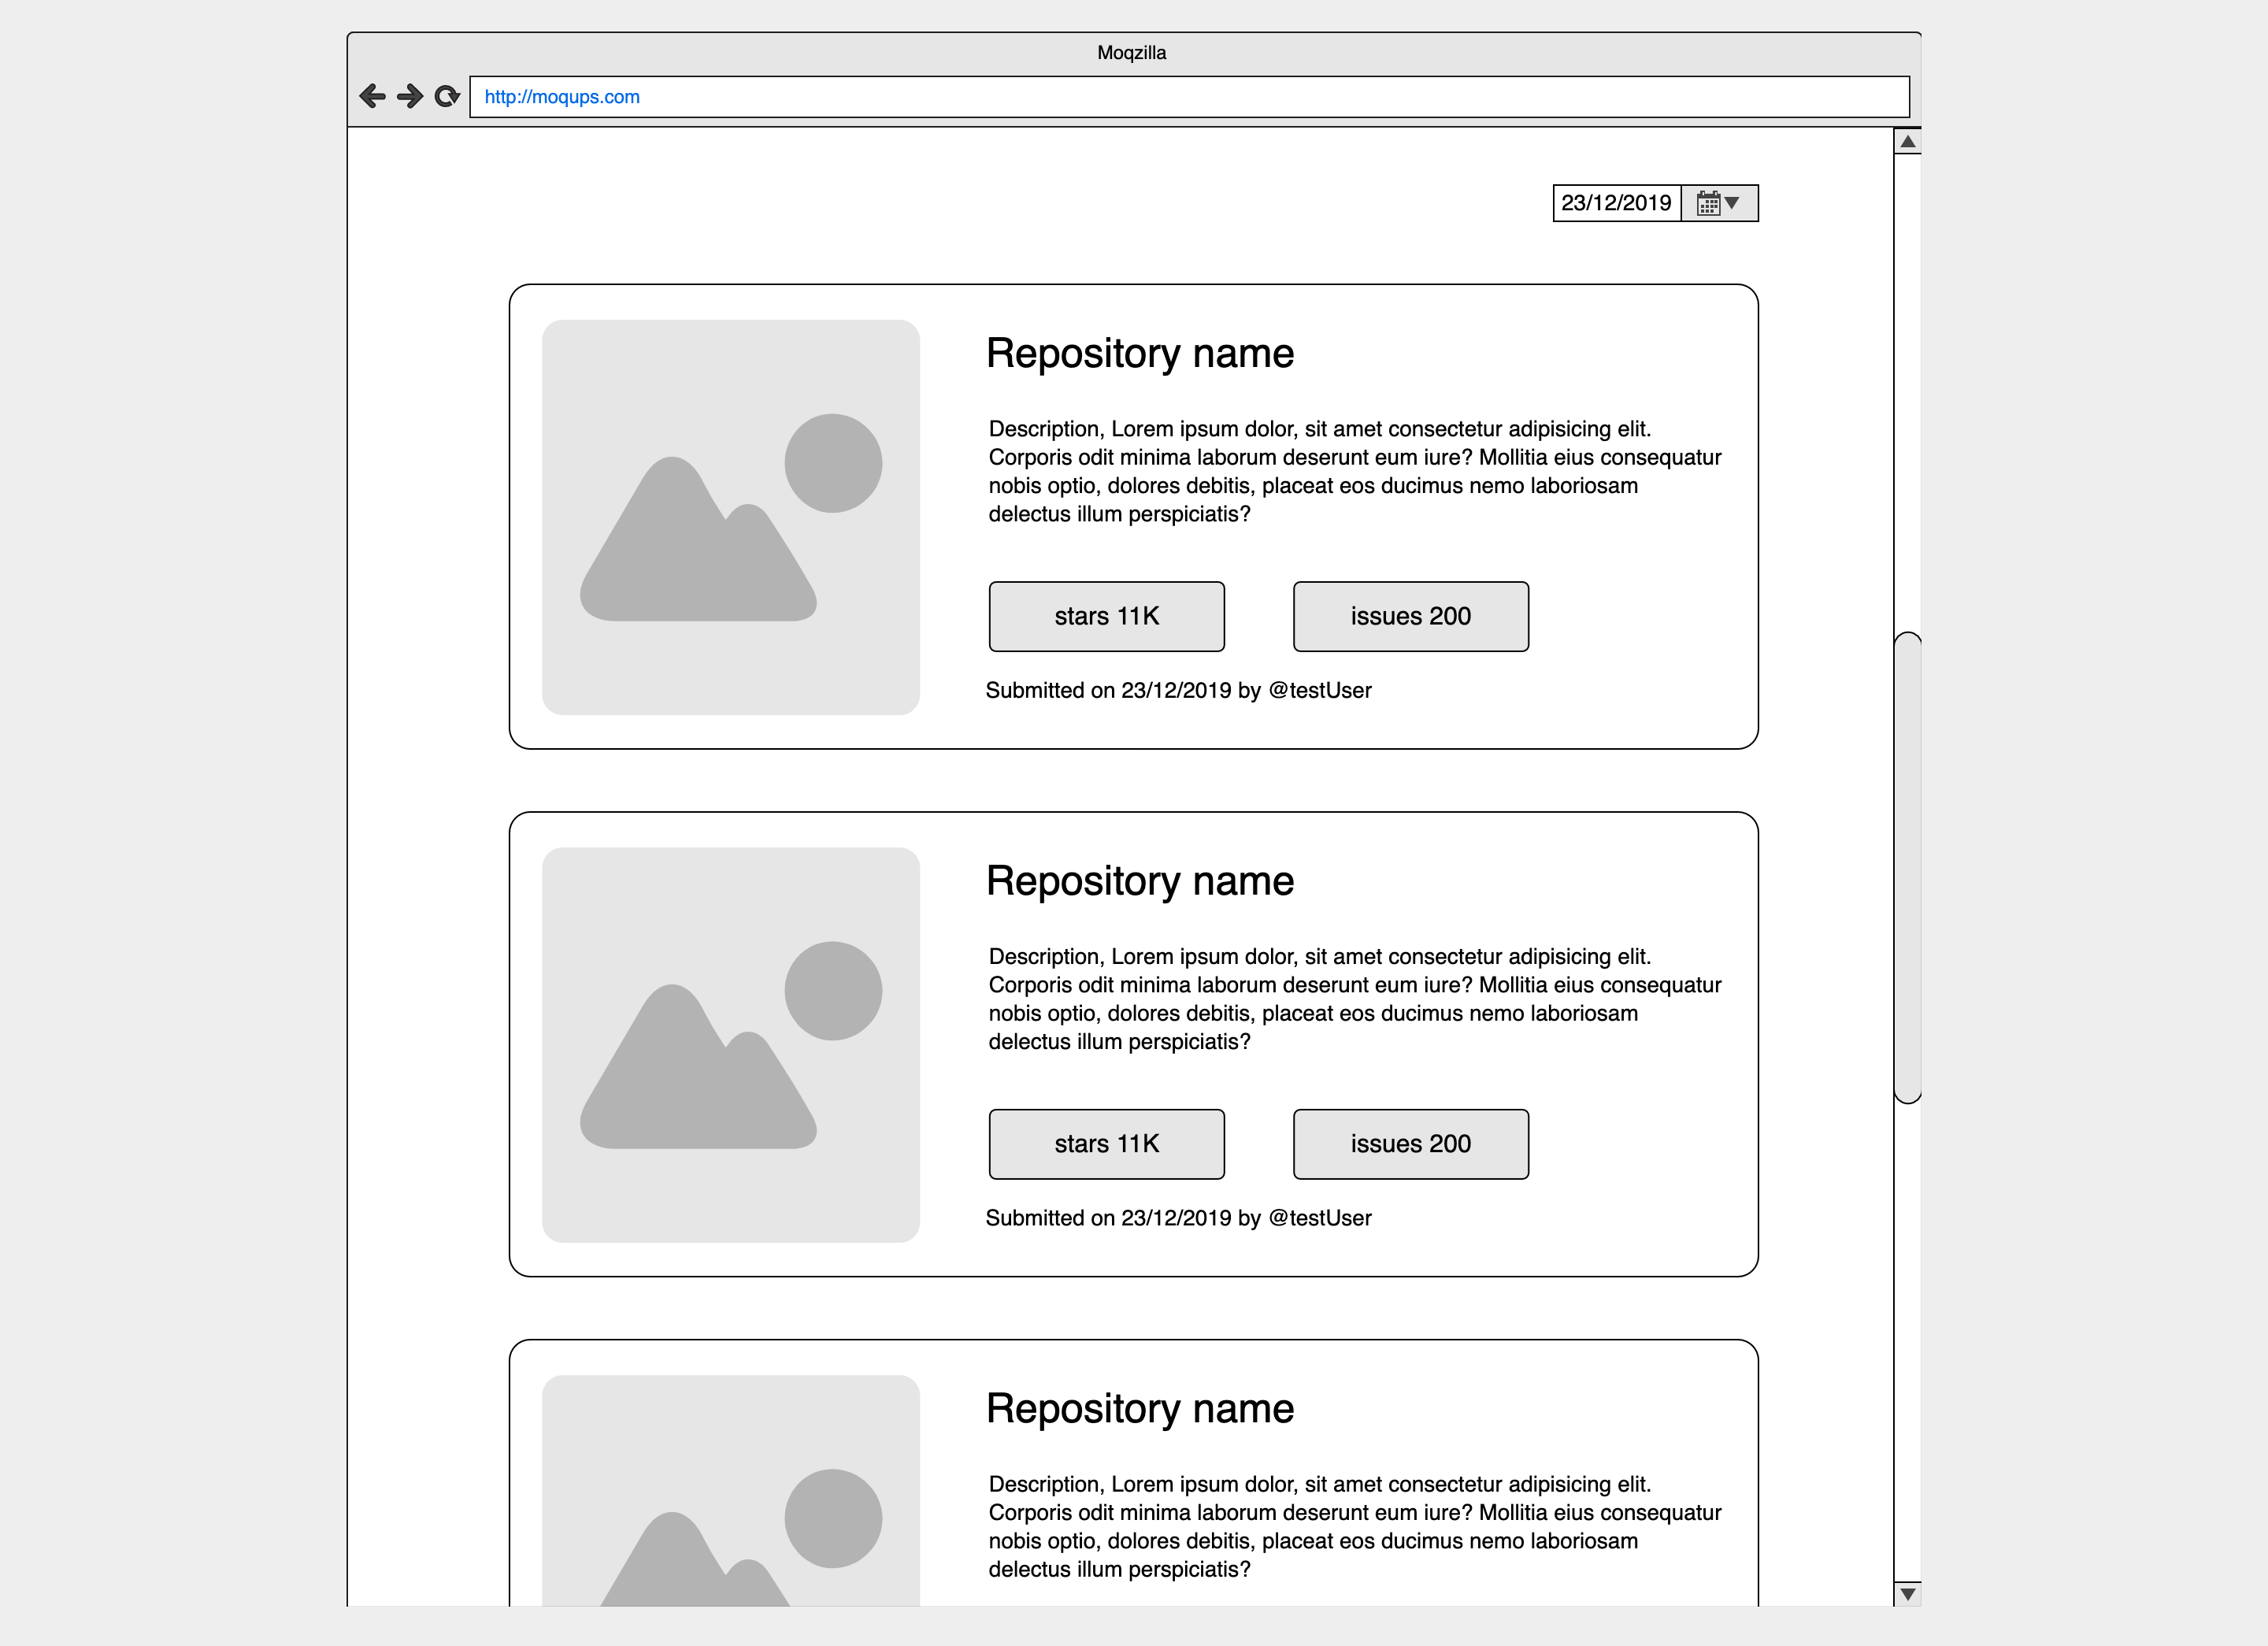 Moqzilla
http://moqups.com
23/12/2019
Repository name
Description, Lorem ipsum dolor, sit amet consectetur adipisicing elit.
Corporis odit minima laborum deserunt eum iure? Mollitia eius consequatur
nobis optio, dolores debitis, placeat eos ducimus nemo laboriosam
delectus illum perspiciatis?
stars 11K
issues 200
Submitted on 23/12/2019 by @testUser
Repository name
Description, Lorem ipsum dolor, sit amet consectetur adipisicing elit.
Corporis odit minima laborum deserunt eum iure? Mollitia eius consequatur
nobis optio, dolores debitis, placeat eos ducimus nemo laboriosam
delectus illum perspiciatis?
stars 11K
issues 200
Submitted on 23/12/2019 by @testUser
Repository name
Description, Lorem ipsum dolor, sit amet consectetur adipisicing elit.
Corporis odit minima laborum deserunt eum iure? Mollitia eius consequatur
nobis optio, dolores debitis, placeat eos ducimus nemo laboriosam
delectus illum perspiciatis?